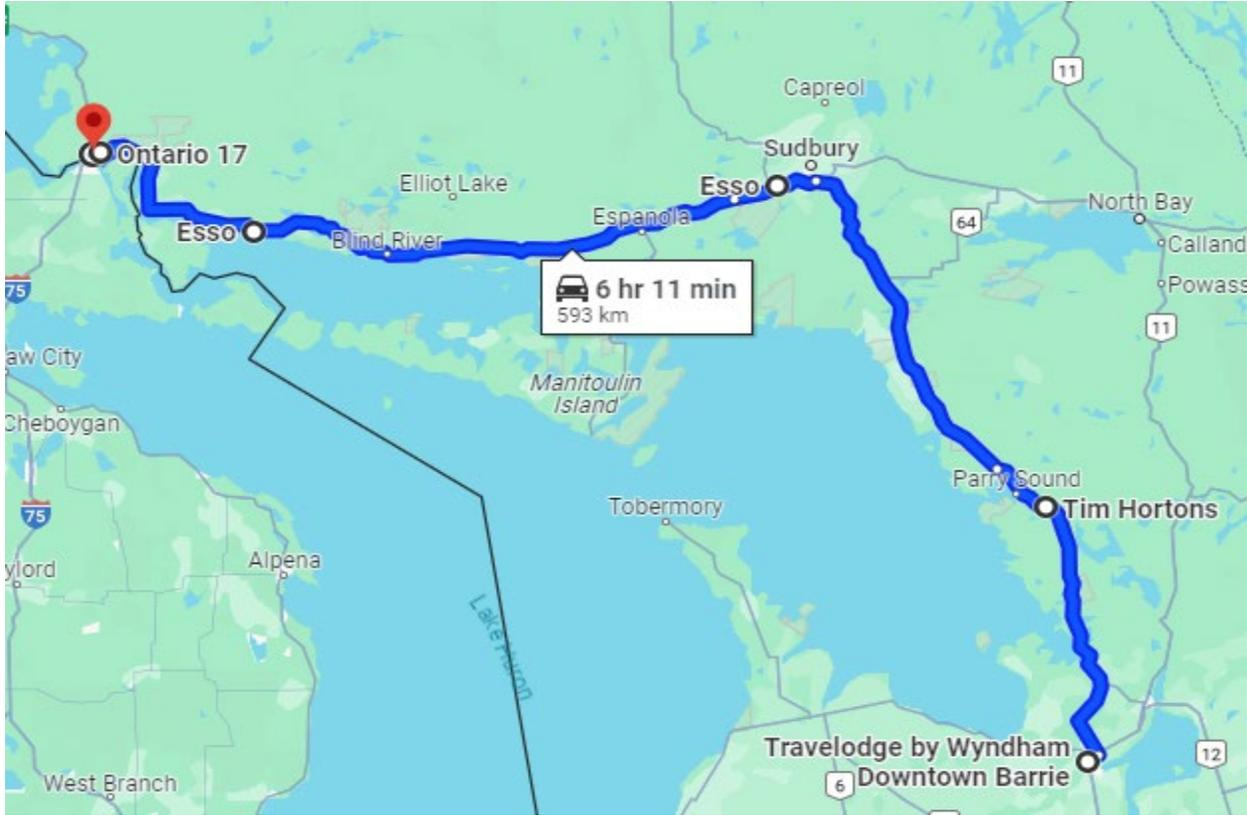 Capreol
11
Sudbury
Ontario 17
Elliot Lake
Esso
North Bay
Espanola
64
Esso
Blind River
Calland
75
6 hr 11 min
593 km
Powass
11
aw City
Manitoulin
Island
Cheboygan
Parry Sound
Tobermory
Tim Hortons
75
Alpena
ylord
Lake Huron
Travelodge by Wyndham
Downtown Barrie
12
West Branch
6